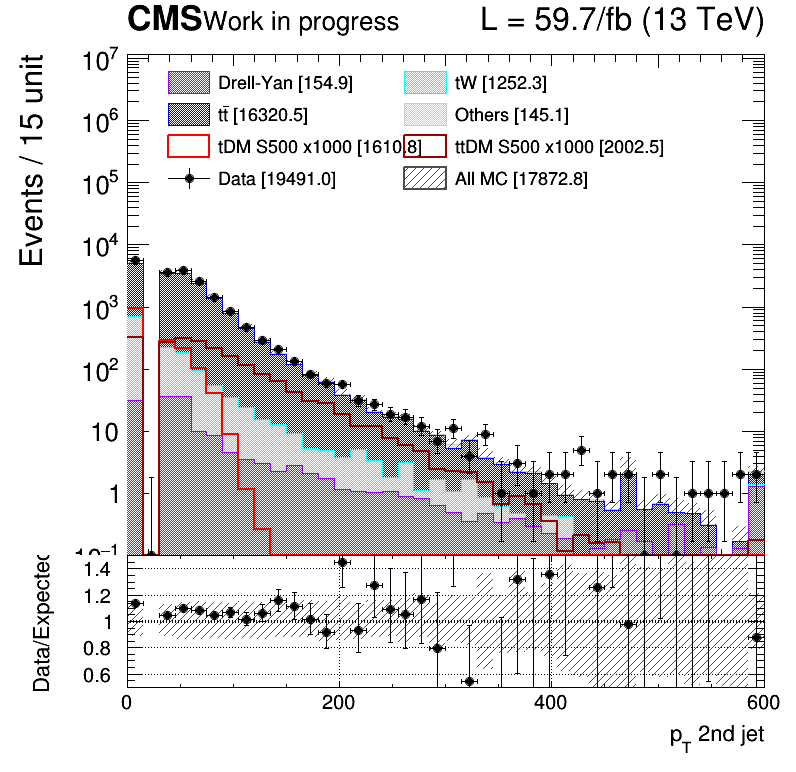 CMS Work in progress L = 59.7/fb (13 TeV)
Events / 15 unit
10⁷
10⁶
10⁵
10⁴
10³
10²
10
1
10⁻¹
Drell-Yan [154.9]
tW [1252.3]
tt̄ [16320.5]
Others [145.1]
tDM S500 x1000 [1610.8]
ttDM S500 x1000 [2002.5]
Data [19491.0]
All MC [17872.8]
Data/Expected
1.4
1.2
1
0.8
0.6
0 200 400 600
p_T 2nd jet